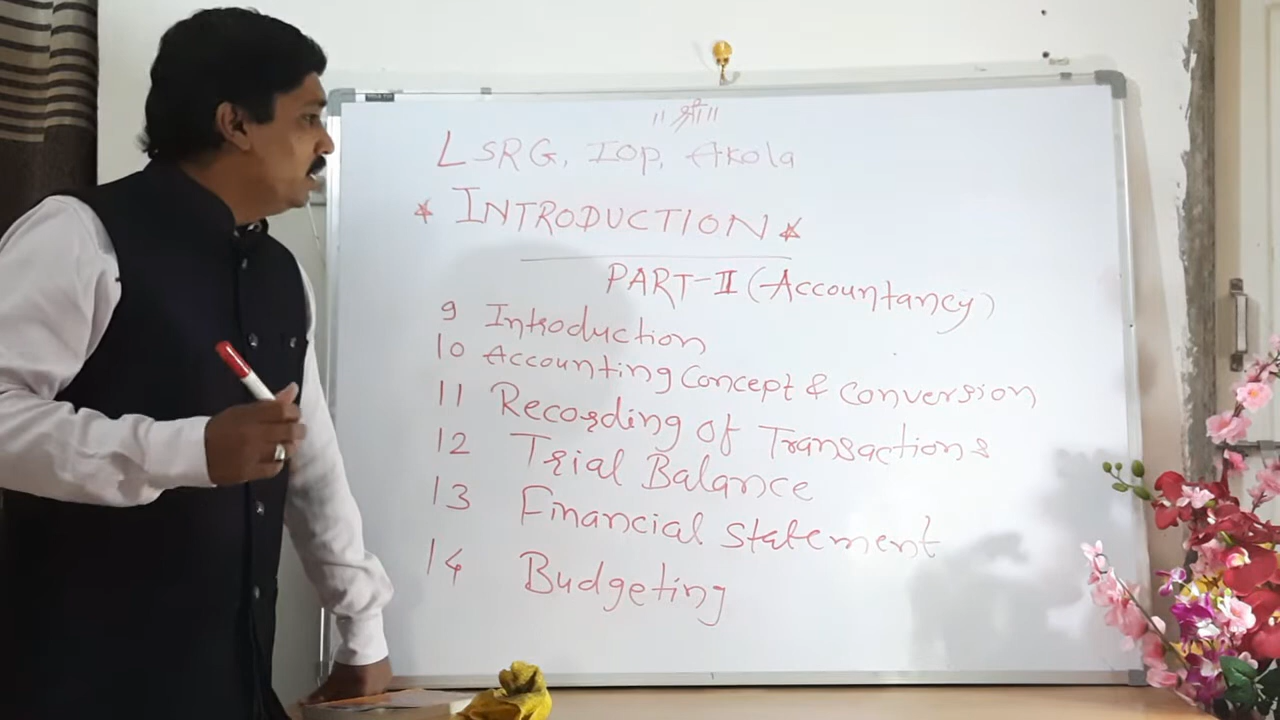 ॥ श्री ॥
LSRG, IOP, Akola
* INTRODUCTION *
PART-II (Accountancy)
9 Introduction
10 Accounting Concept & Conversion
11 Recording Of Transactions
12 Trial Balance
13 Financial Statement
14 Budgeting